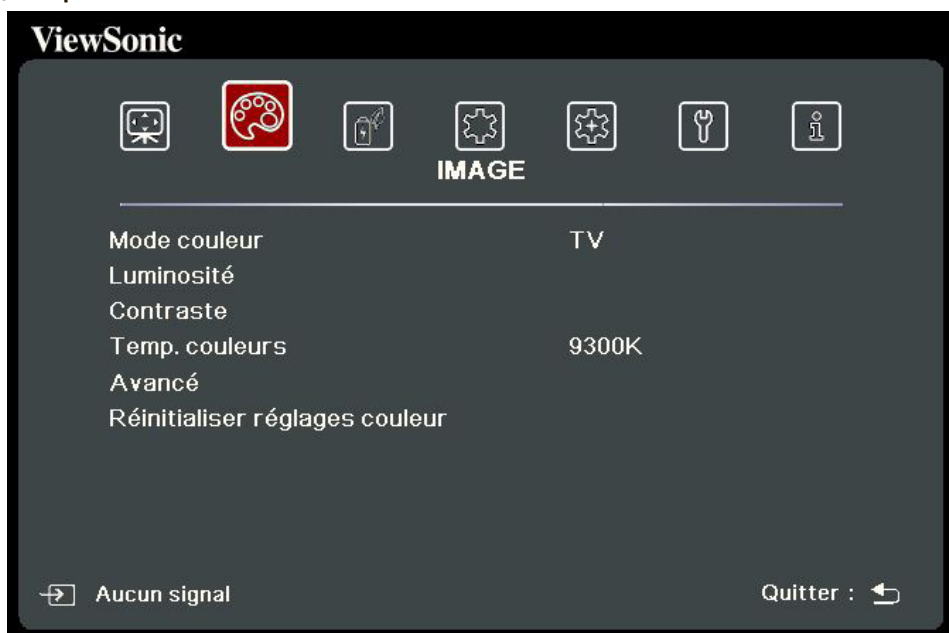 ViewSonic
IMAGE
Mode couleur TV
Luminosité
Contraste
Temp. couleurs 9300K
Avancé
Réinitialiser réglages couleur
Aucun signal Quitter :